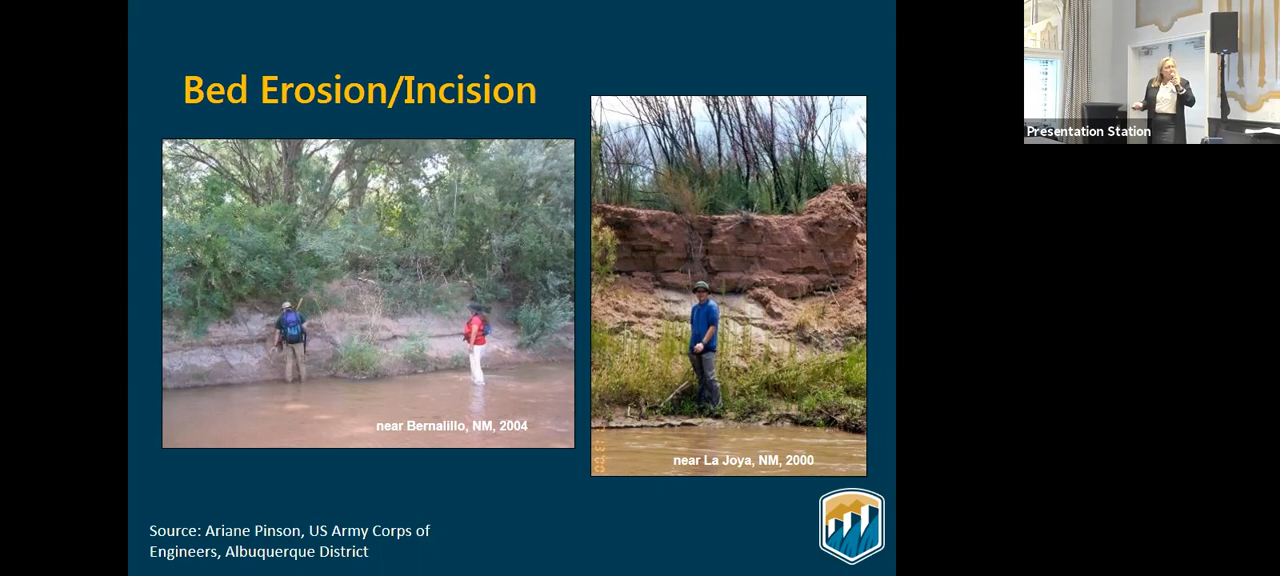 Bed Erosion/Incision
Presentation Station
near Bernalillo, NM, 2004
near La Joya, NM, 2000
Source: Ariane Pinson, US Army Corps of
Engineers, Albuquerque District